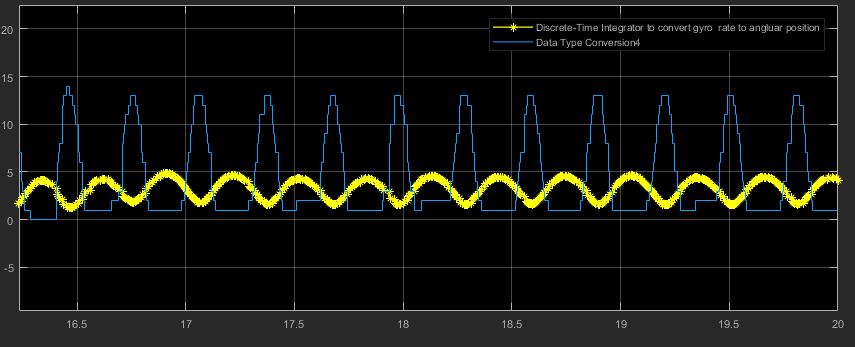 Discrete-Time Integrator to convert gyro rate to angluar position
Data Type Conversion4
20
15
10
5
0
-5
16.5 17 17.5 18 18.5 19 19.5 20